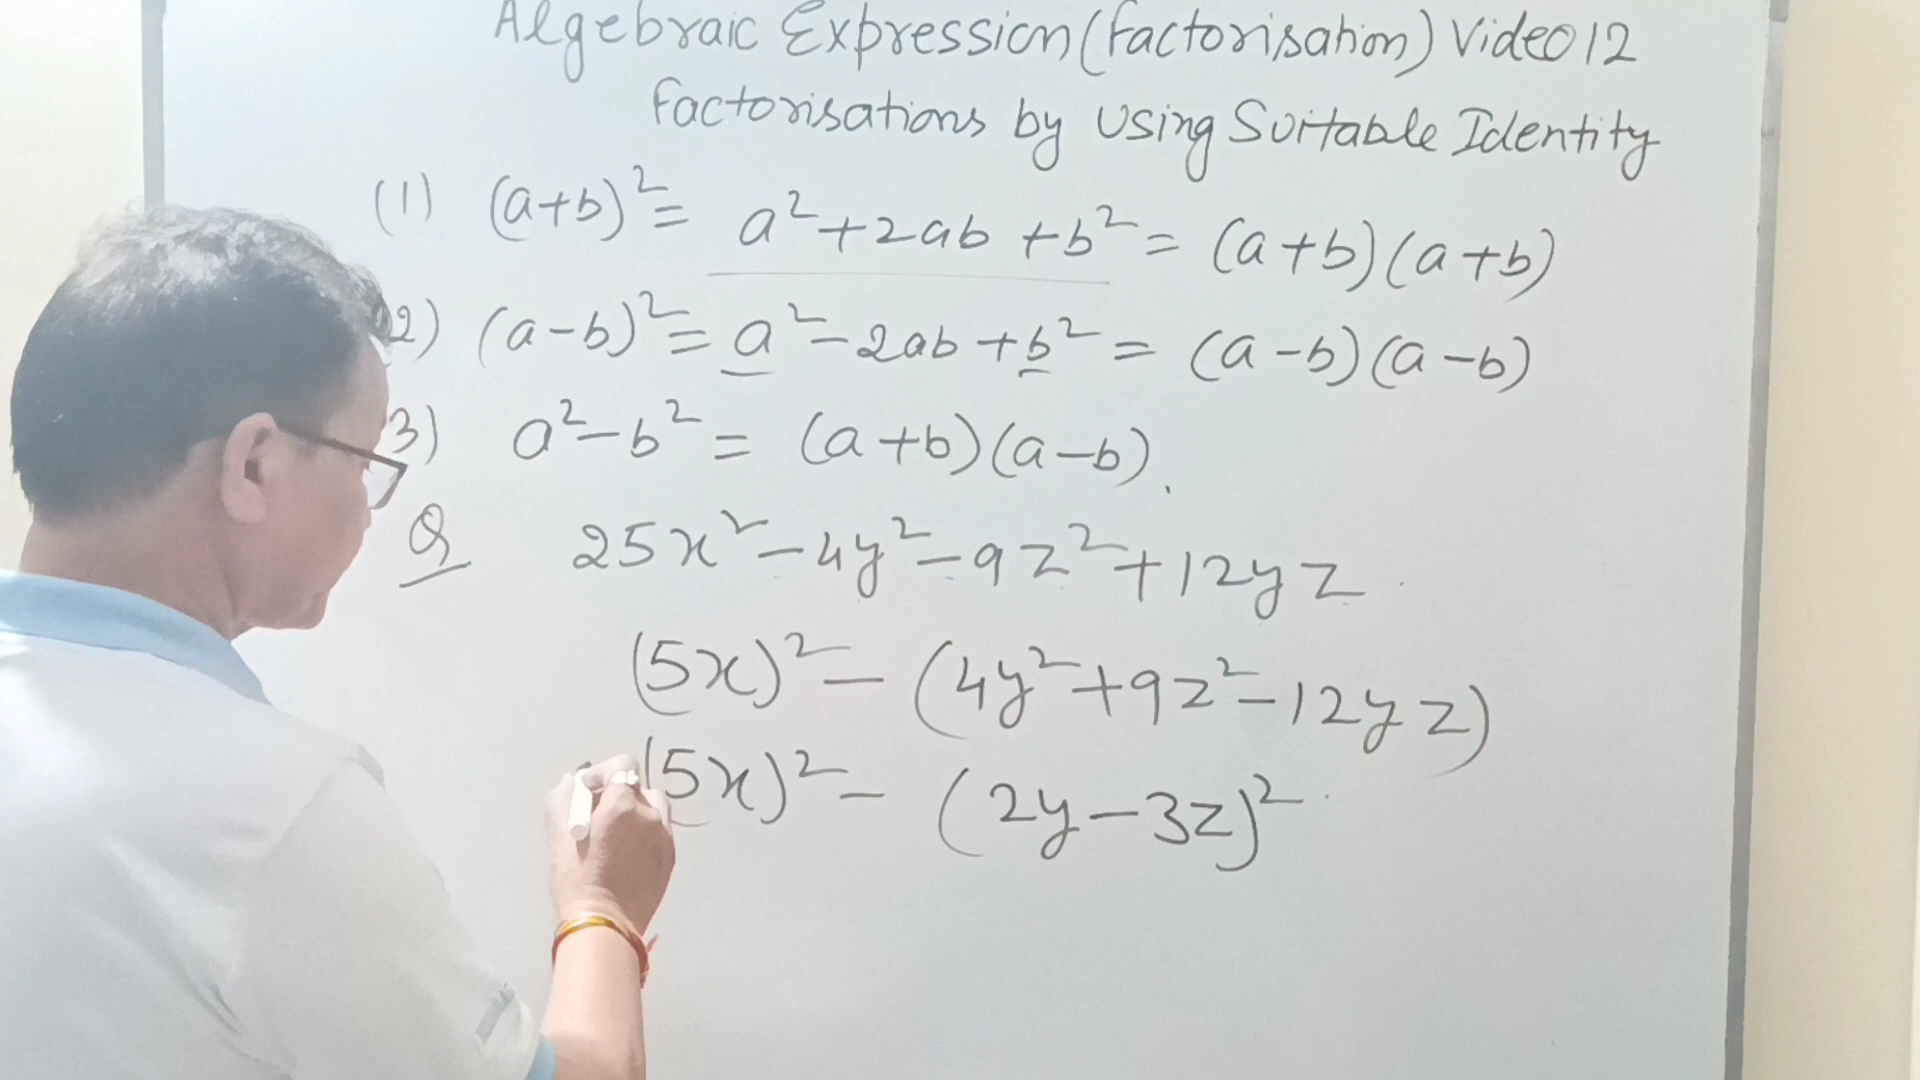 Algebraic Expression (Factorisation) Video 12
Factorisations by Using Suitable Identity
(1) (a+b)² = a²+2ab+b² = (a+b)(a+b)
2) (a-b)² = a²-2ab+b² = (a-b)(a-b)
3) a²-b² = (a+b)(a-b).
Q 25x²-4y²-9z²+12yz
(5x)² - (4y²+9z²-12yz)
(5x)² - (2y-3z)²